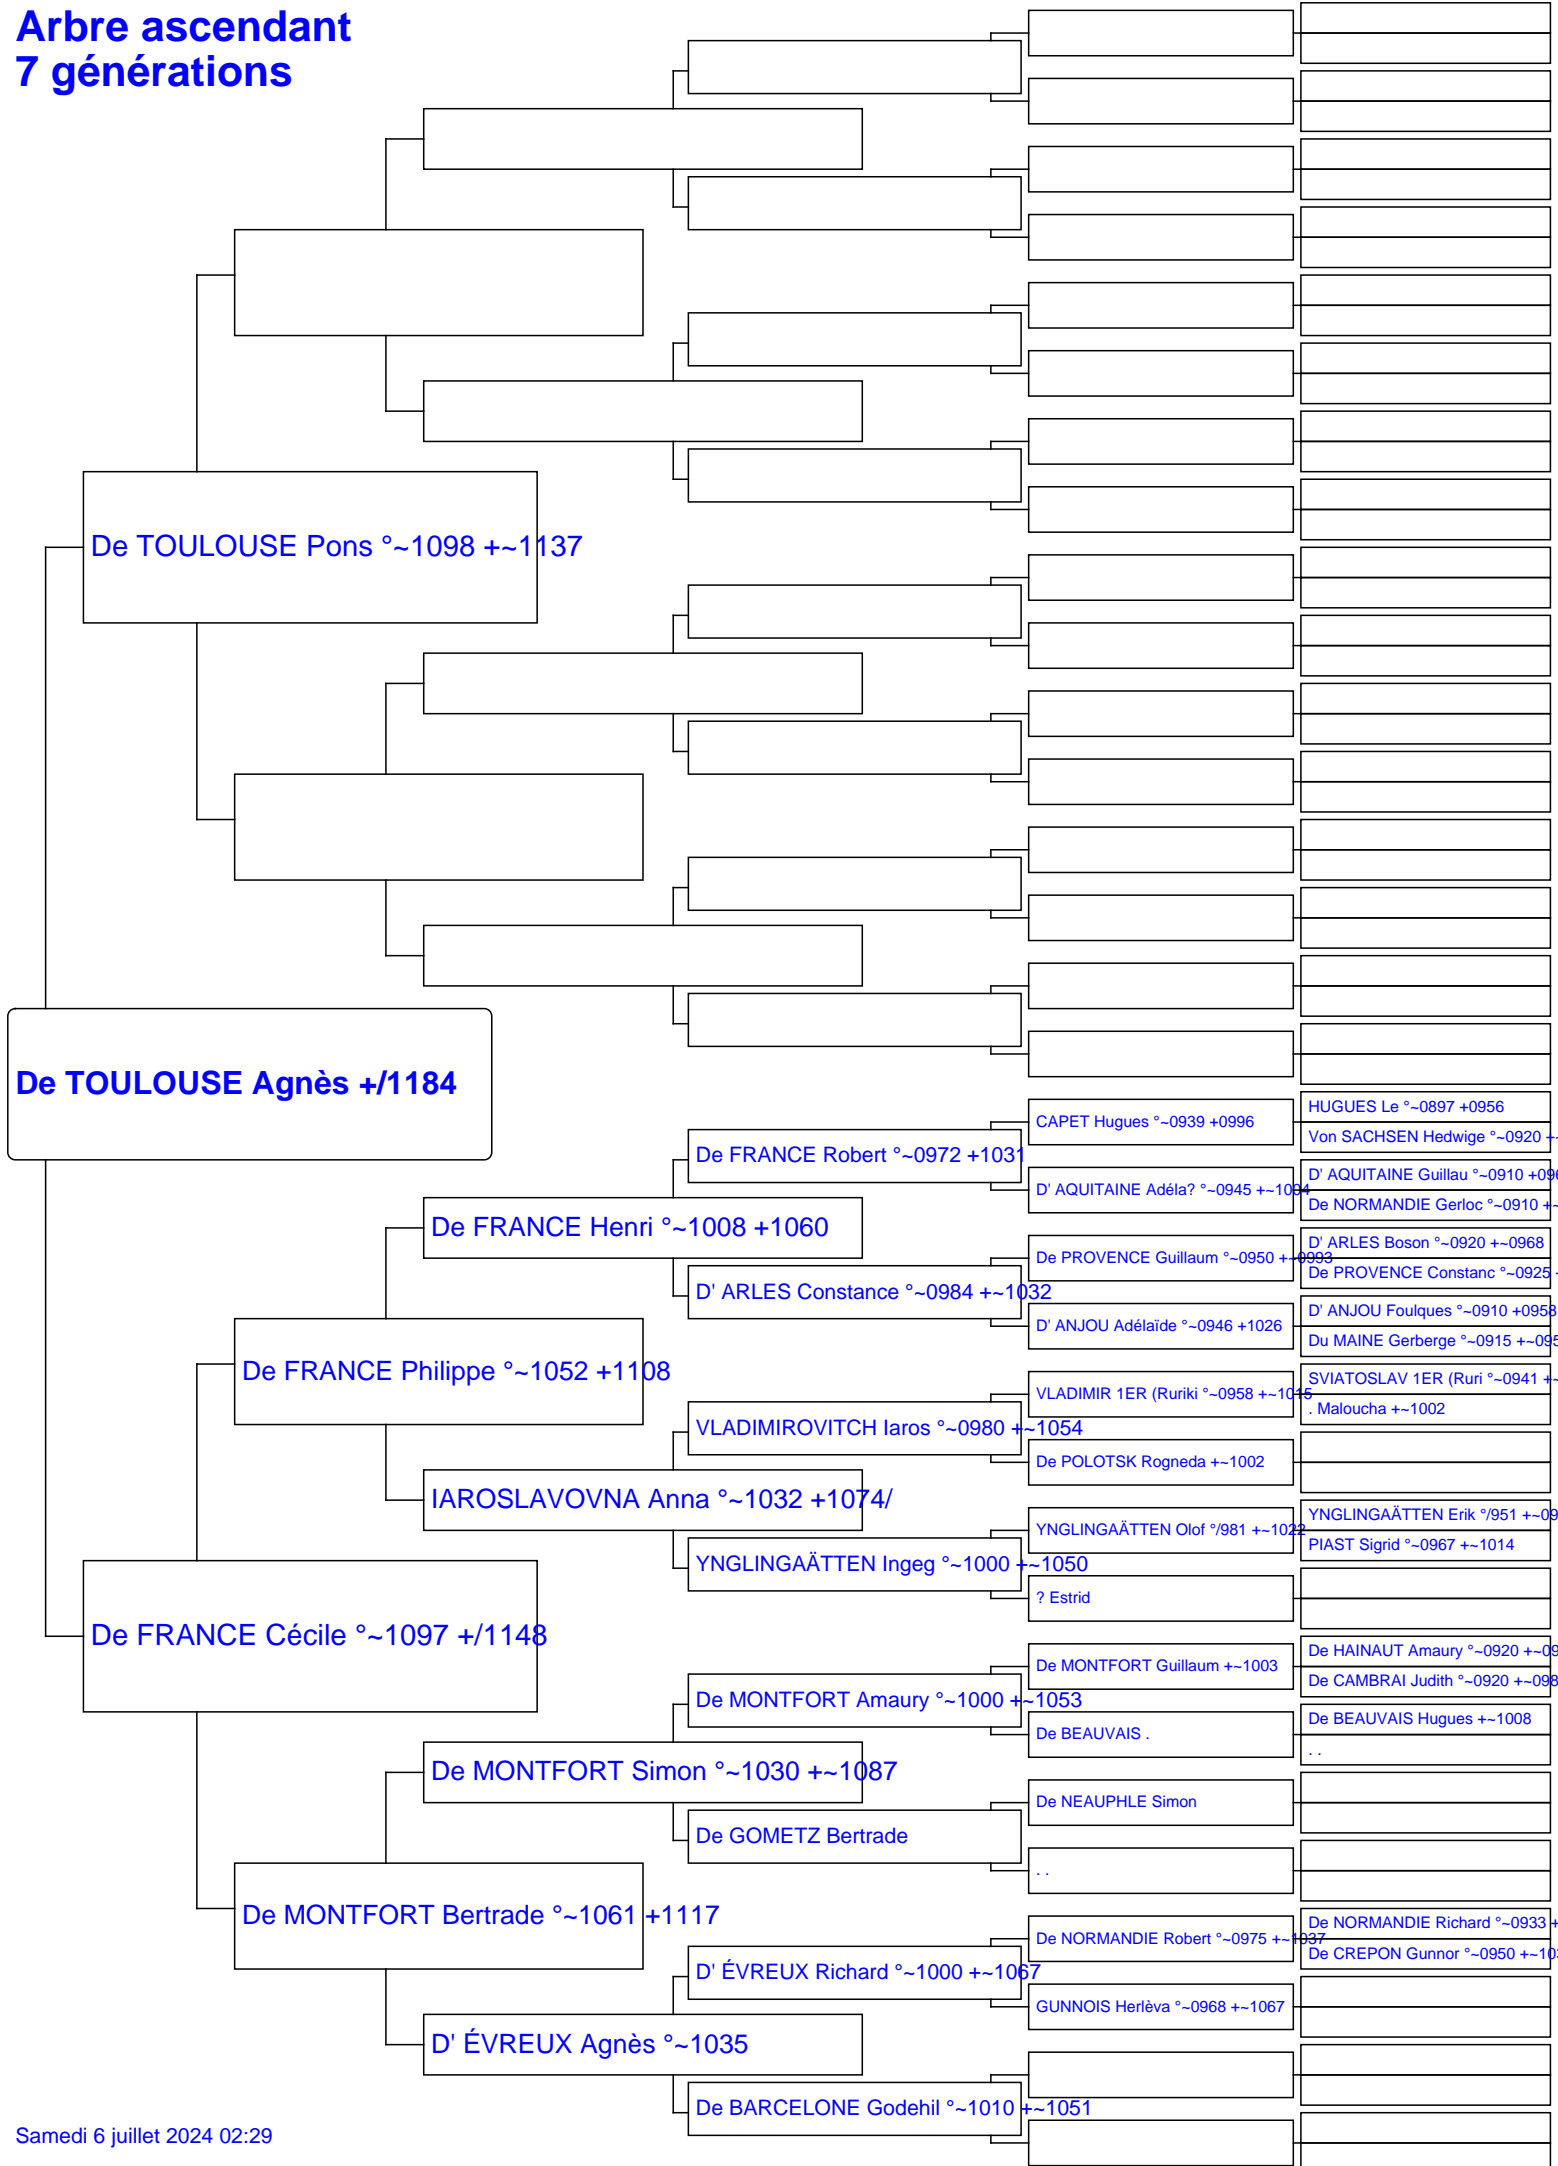 Arbre ascendant
7 générations
De TOULOUSE Pons °~1098 +~1137
De TOULOUSE Agnès +/1184
CAPET Hugues °~0939 +0996
HUGUES Le °~0897 +0956
Von SACHSEN Hedwige °~0920 +~
De FRANCE Robert °~0972 +1031
D' AQUITAINE Adéla? °~0945 +~1004
D' AQUITAINE Guillau °~0910 +096
De NORMANDIE Gerloc °~0910 +~
De FRANCE Henri °~1008 +1060
De PROVENCE Guillaum °~0950 +~0993
D' ARLES Boson °~0920 +~0968
De PROVENCE Constanc °~0925 +
D' ARLES Constance °~0984 +~1032
D' ANJOU Adélaïde °~0946 +1026
D' ANJOU Foulques °~0910 +0958
Du MAINE Gerberge °~0915 +~095
De FRANCE Philippe °~1052 +1108
VLADIMIR 1ER (Ruriki °~0958 +~1015
SVIATOSLAV 1ER (Ruri °~0941 +~
. Maloucha +~1002
VLADIMIROVITCH Iaros °~0980 +~1054
De POLOTSK Rogneda +~1002
IAROSLAVOVNA Anna °~1032 +1074/
YNGLINGAÄTTEN Olof °/981 +~1022
YNGLINGAÄTTEN Erik °/951 +~09
PIAST Sigrid °~0967 +~1014
YNGLINGAÄTTEN Ingeg °~1000 +~1050
? Estrid
De FRANCE Cécile °~1097 +/1148
De MONTFORT Guillaum +~1003
De HAINAUT Amaury °~0920 +~09
De CAMBRAI Judith °~0920 +~098
De MONTFORT Amaury °~1000 +~1053
De BEAUVAIS .
De BEAUVAIS Hugues +~1008
. .
De MONTFORT Simon °~1030 +~1087
De NEAUPHLE Simon
De GOMETZ Bertrade
. .
De MONTFORT Bertrade °~1061 +1117
De NORMANDIE Robert °~0975 +~1037
De NORMANDIE Richard °~0933 +
De CREPON Gunnor °~0950 +~103
D' ÉVREUX Richard °~1000 +~1067
GUNNOIS Herlèva °~0968 +~1067
D' ÉVREUX Agnès °~1035
De BARCELONE Godehil °~1010 +~1051
Samedi 6 juillet 2024 02:29